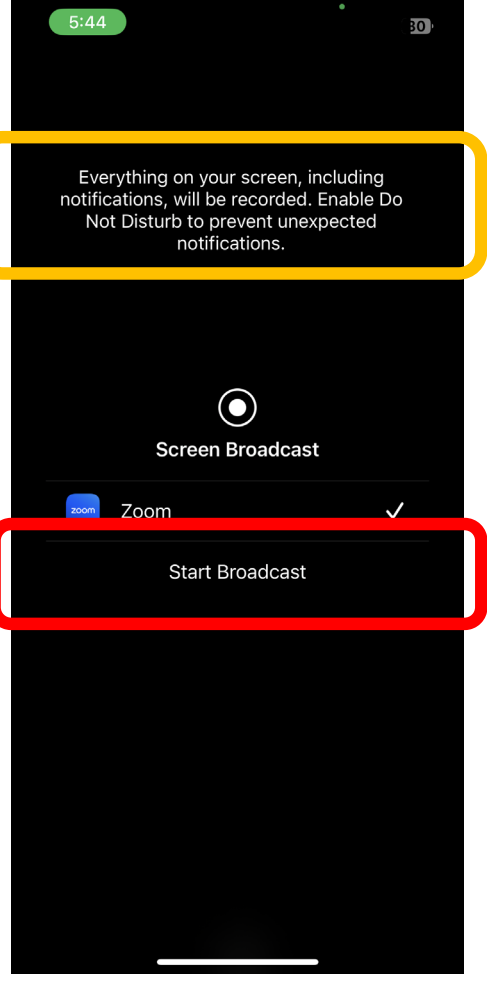 5:44
30
Everything on your screen, including
notifications, will be recorded. Enable Do
Not Disturb to prevent unexpected
notifications.
Screen Broadcast
zoom
Zoom
Start Broadcast